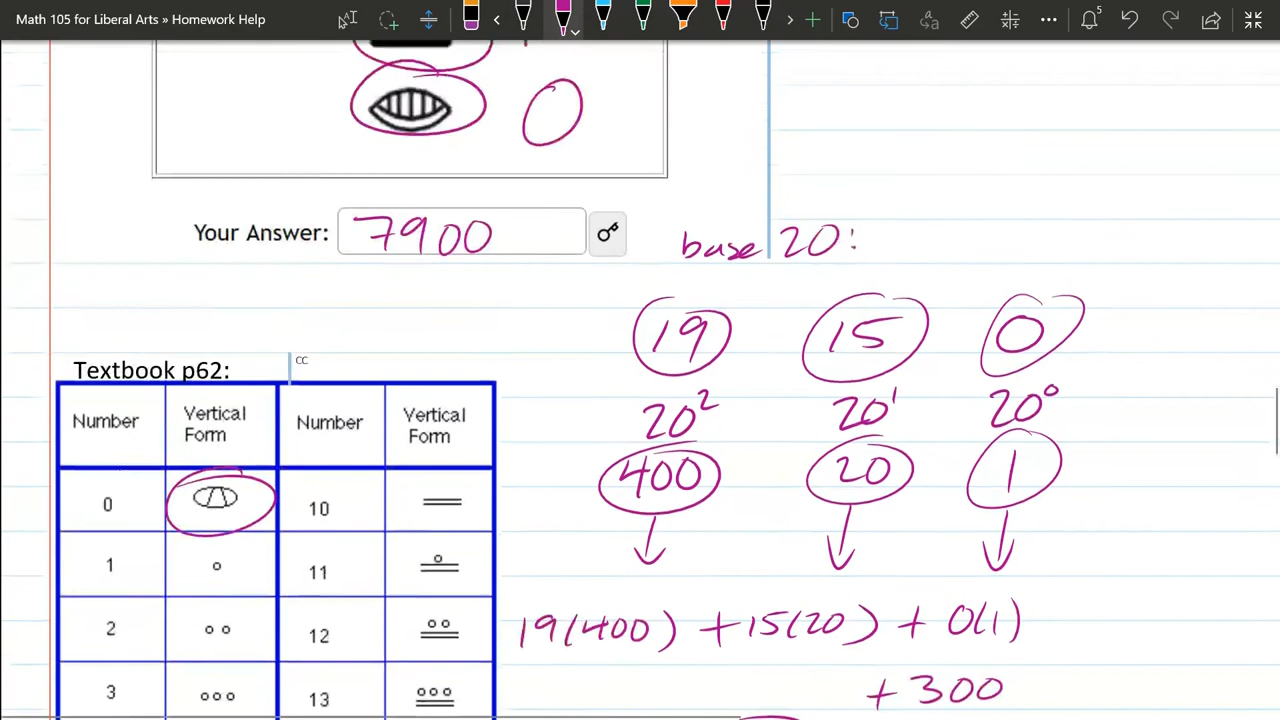 Math 105 for Liberal Arts » Homework Help
5
0
Your Answer: 7900
base 20:
19 15 0
20² 20¹ 20⁰
400 20 1
19(400) + 15(20) + 0(1)
+ 300
Textbook p62:
cc
Number Vertical Form Number Vertical Form
0 10
1 11
2 12
3 13